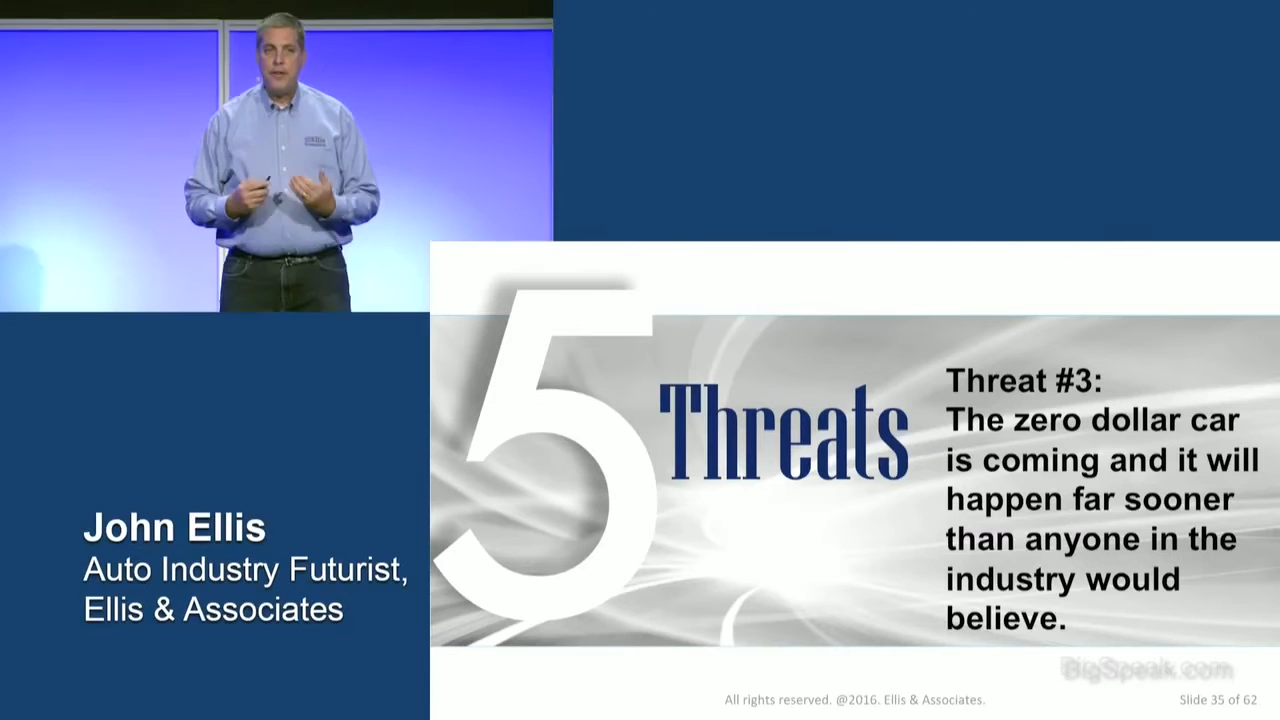 5
Threats
Threat #3:
The zero dollar car
is coming and it will
happen far sooner
than anyone in the
industry would
believe.
John Ellis
Auto Industry Futurist,
Ellis & Associates
BigSpeak.com
All rights reserved. @2016. Ellis & Associates.
Slide 35 of 62